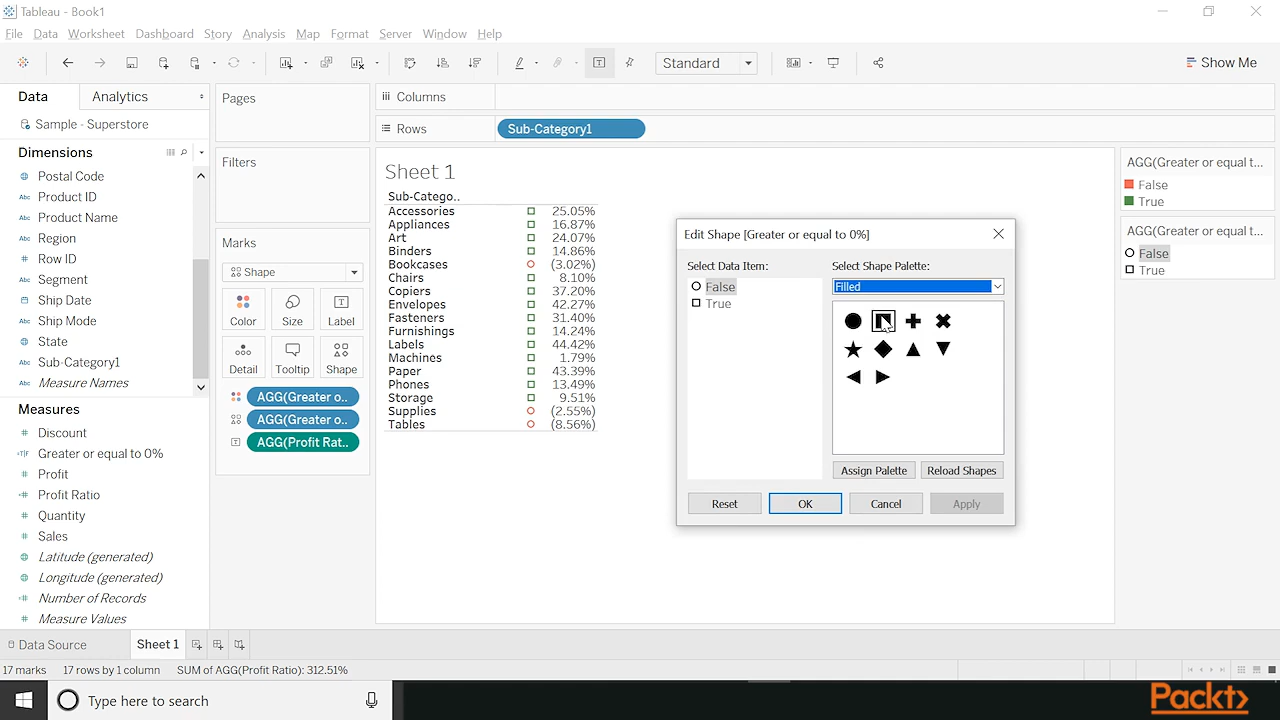 Tableau - Book1
File Data Worksheet Dashboard Story Analysis Map Format Server Window Help
Standard
Show Me
Data Analytics
Sample - Superstore
Dimensions
Postal Code
Product ID
Product Name
Region
Row ID
Segment
Ship Date
Ship Mode
State
Sub-Category1
Measure Names
Measures
Discount
Greater or equal to 0%
Profit
Profit Ratio
Quantity
Sales
Latitude (generated)
Longitude (generated)
Number of Records
Measure Values
Pages
Filters
Marks
Shape
Color Size Label
Detail Tooltip Shape
AGG(Greater o..
AGG(Greater o..
AGG(Profit Rat..
Columns
Rows Sub-Category1
Sheet 1
Sub-Catego..
Accessories 25.05%
Appliances 16.87%
Art 24.07%
Binders 14.86%
Bookcases (3.02%)
Chairs 8.10%
Copiers 37.20%
Envelopes 42.27%
Fasteners 31.40%
Furnishings 14.24%
Labels 44.42%
Machines 1.79%
Paper 43.39%
Phones 13.49%
Storage 9.51%
Supplies (2.55%)
Tables (8.56%)
Edit Shape [Greater or equal to 0%]
Select Data Item:
False
True
Select Shape Palette:
Filled
Assign Palette Reload Shapes
Reset OK Cancel Apply
AGG(Greater or equal t...
False
True
AGG(Greater or equal t...
False
True
Data Source Sheet 1
17 marks 17 rows by 1 column SUM of AGG(Profit Ratio): 312.51%
Type here to search
Packt>